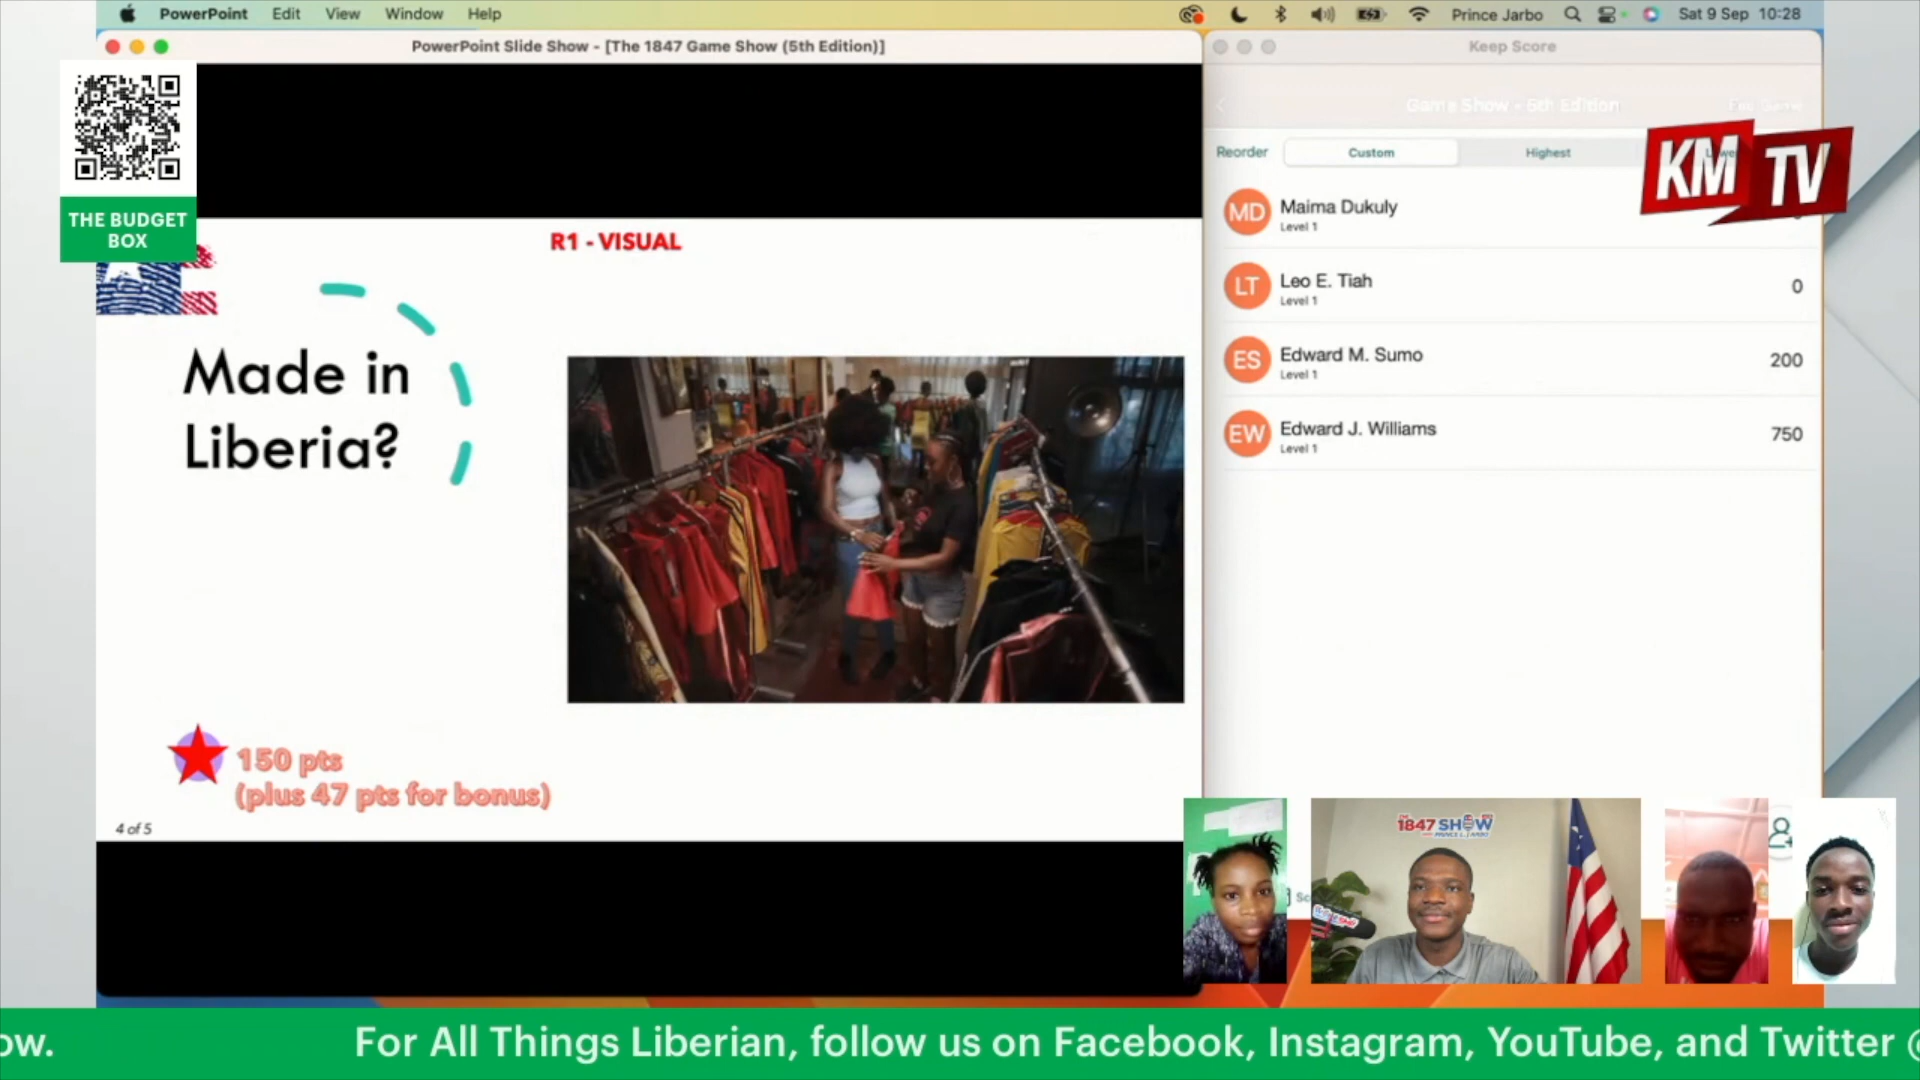 PowerPoint Edit View Window Help
Prince Jarbo Sat 9 Sep 10:28
PowerPoint Slide Show - [The 1847 Game Show (5th Edition)]
Keep Score
THE BUDGET
BOX
Game Show - 5th Edition
Reorder Custom Highest
KM TV
R1 - VISUAL
Made in
Liberia?
150 pts
(plus 47 pts for bonus)
4 of 5
MD Maima Dukuly
Level 1
LT Leo E. Tiah 0
Level 1
ES Edward M. Sumo 200
Level 1
EW Edward J. Williams 750
Level 1
1847 SHOW
ow. For All Things Liberian, follow us on Facebook, Instagram, YouTube, and Twitter @